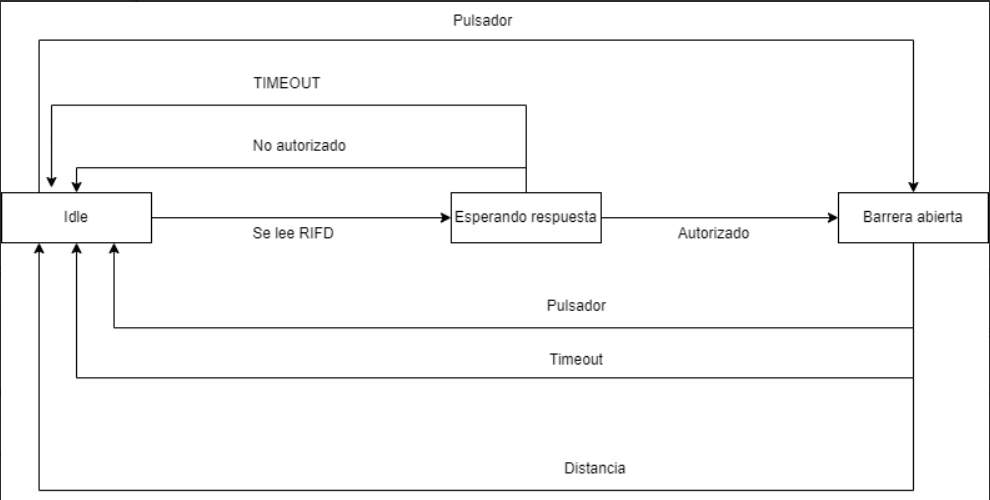 Pulsador
TIMEOUT
No autorizado
Idle
Esperando respuesta
Barrera abierta
Se lee RIFD
Autorizado
Pulsador
Timeout
Distancia